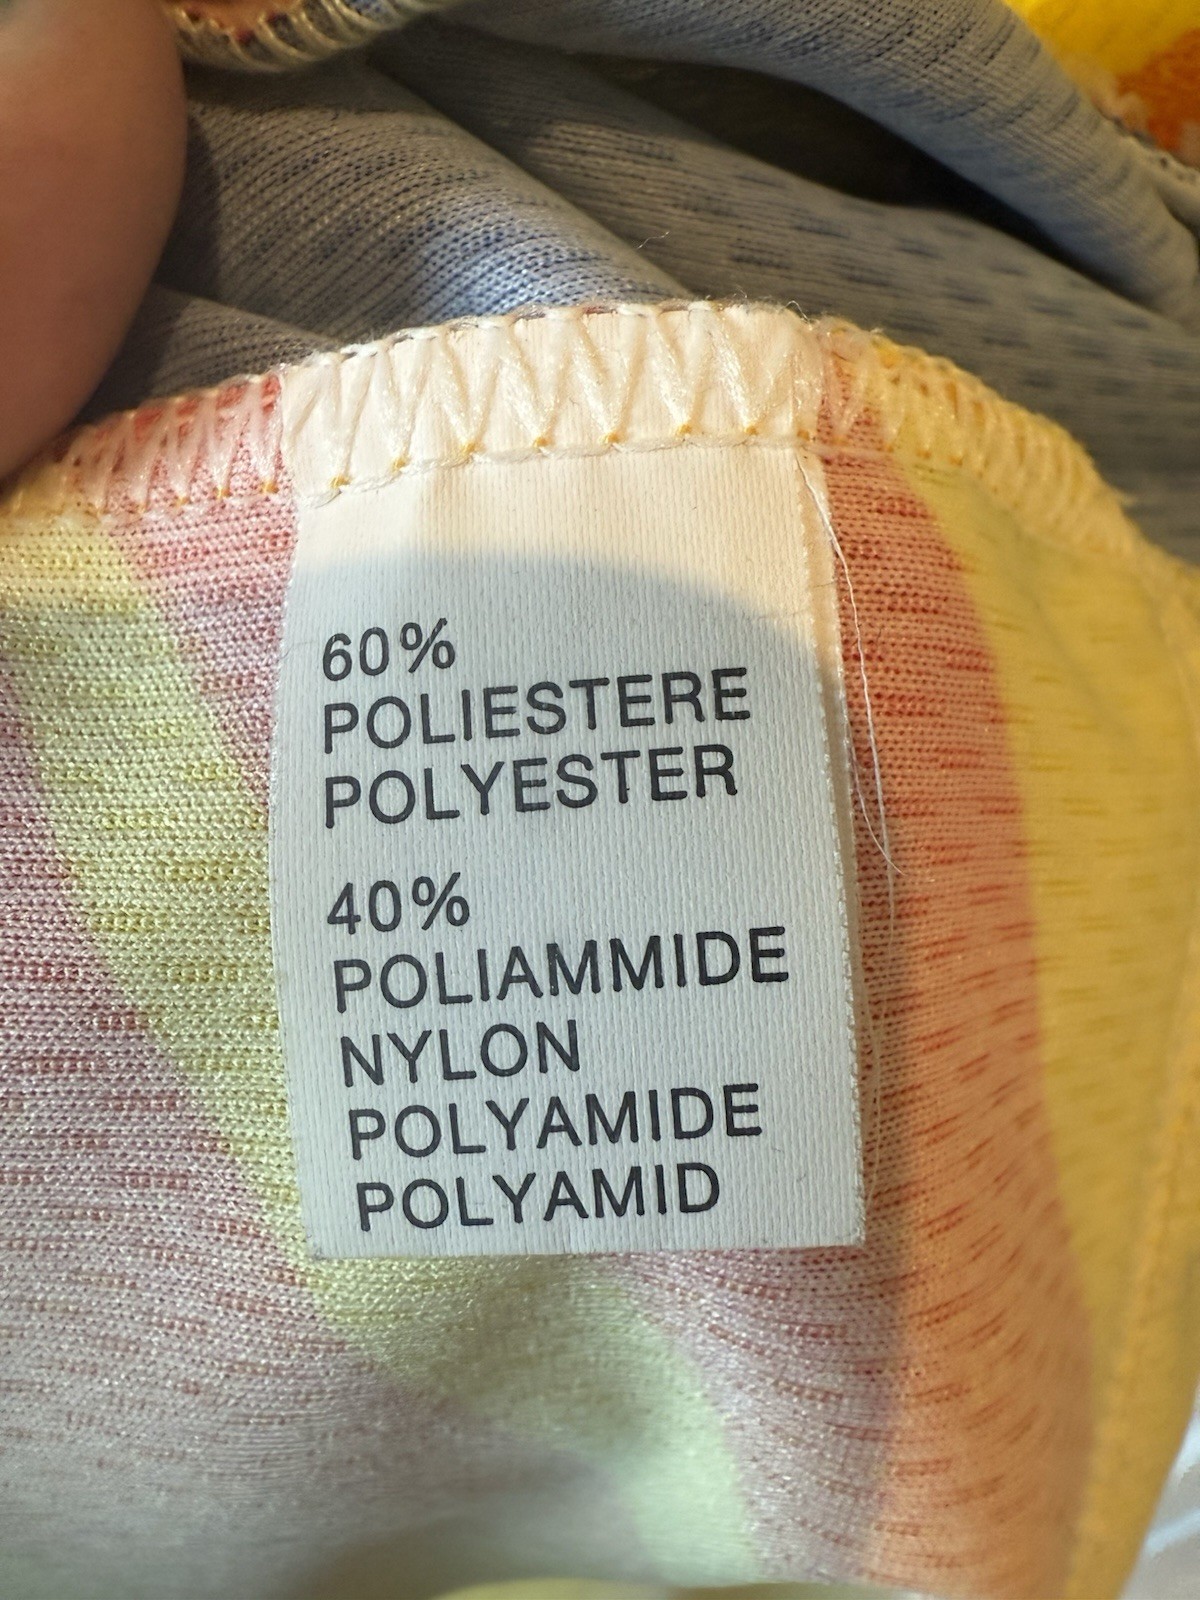 60%
POLIESTERE
POLYESTER
40%
POLIAMMIDE
NYLON
POLYAMIDE
POLYAMID